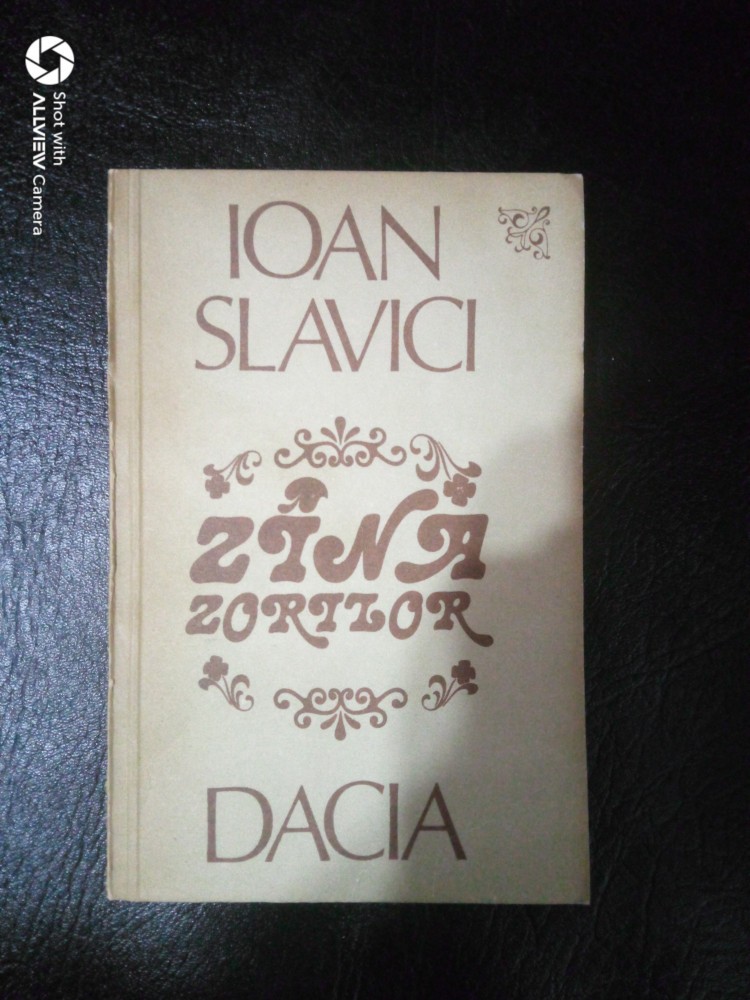 Shot with
ALLVIEW Camera
IOAN
SLAVICI
ZÎNA
ZORILOR
DACIA